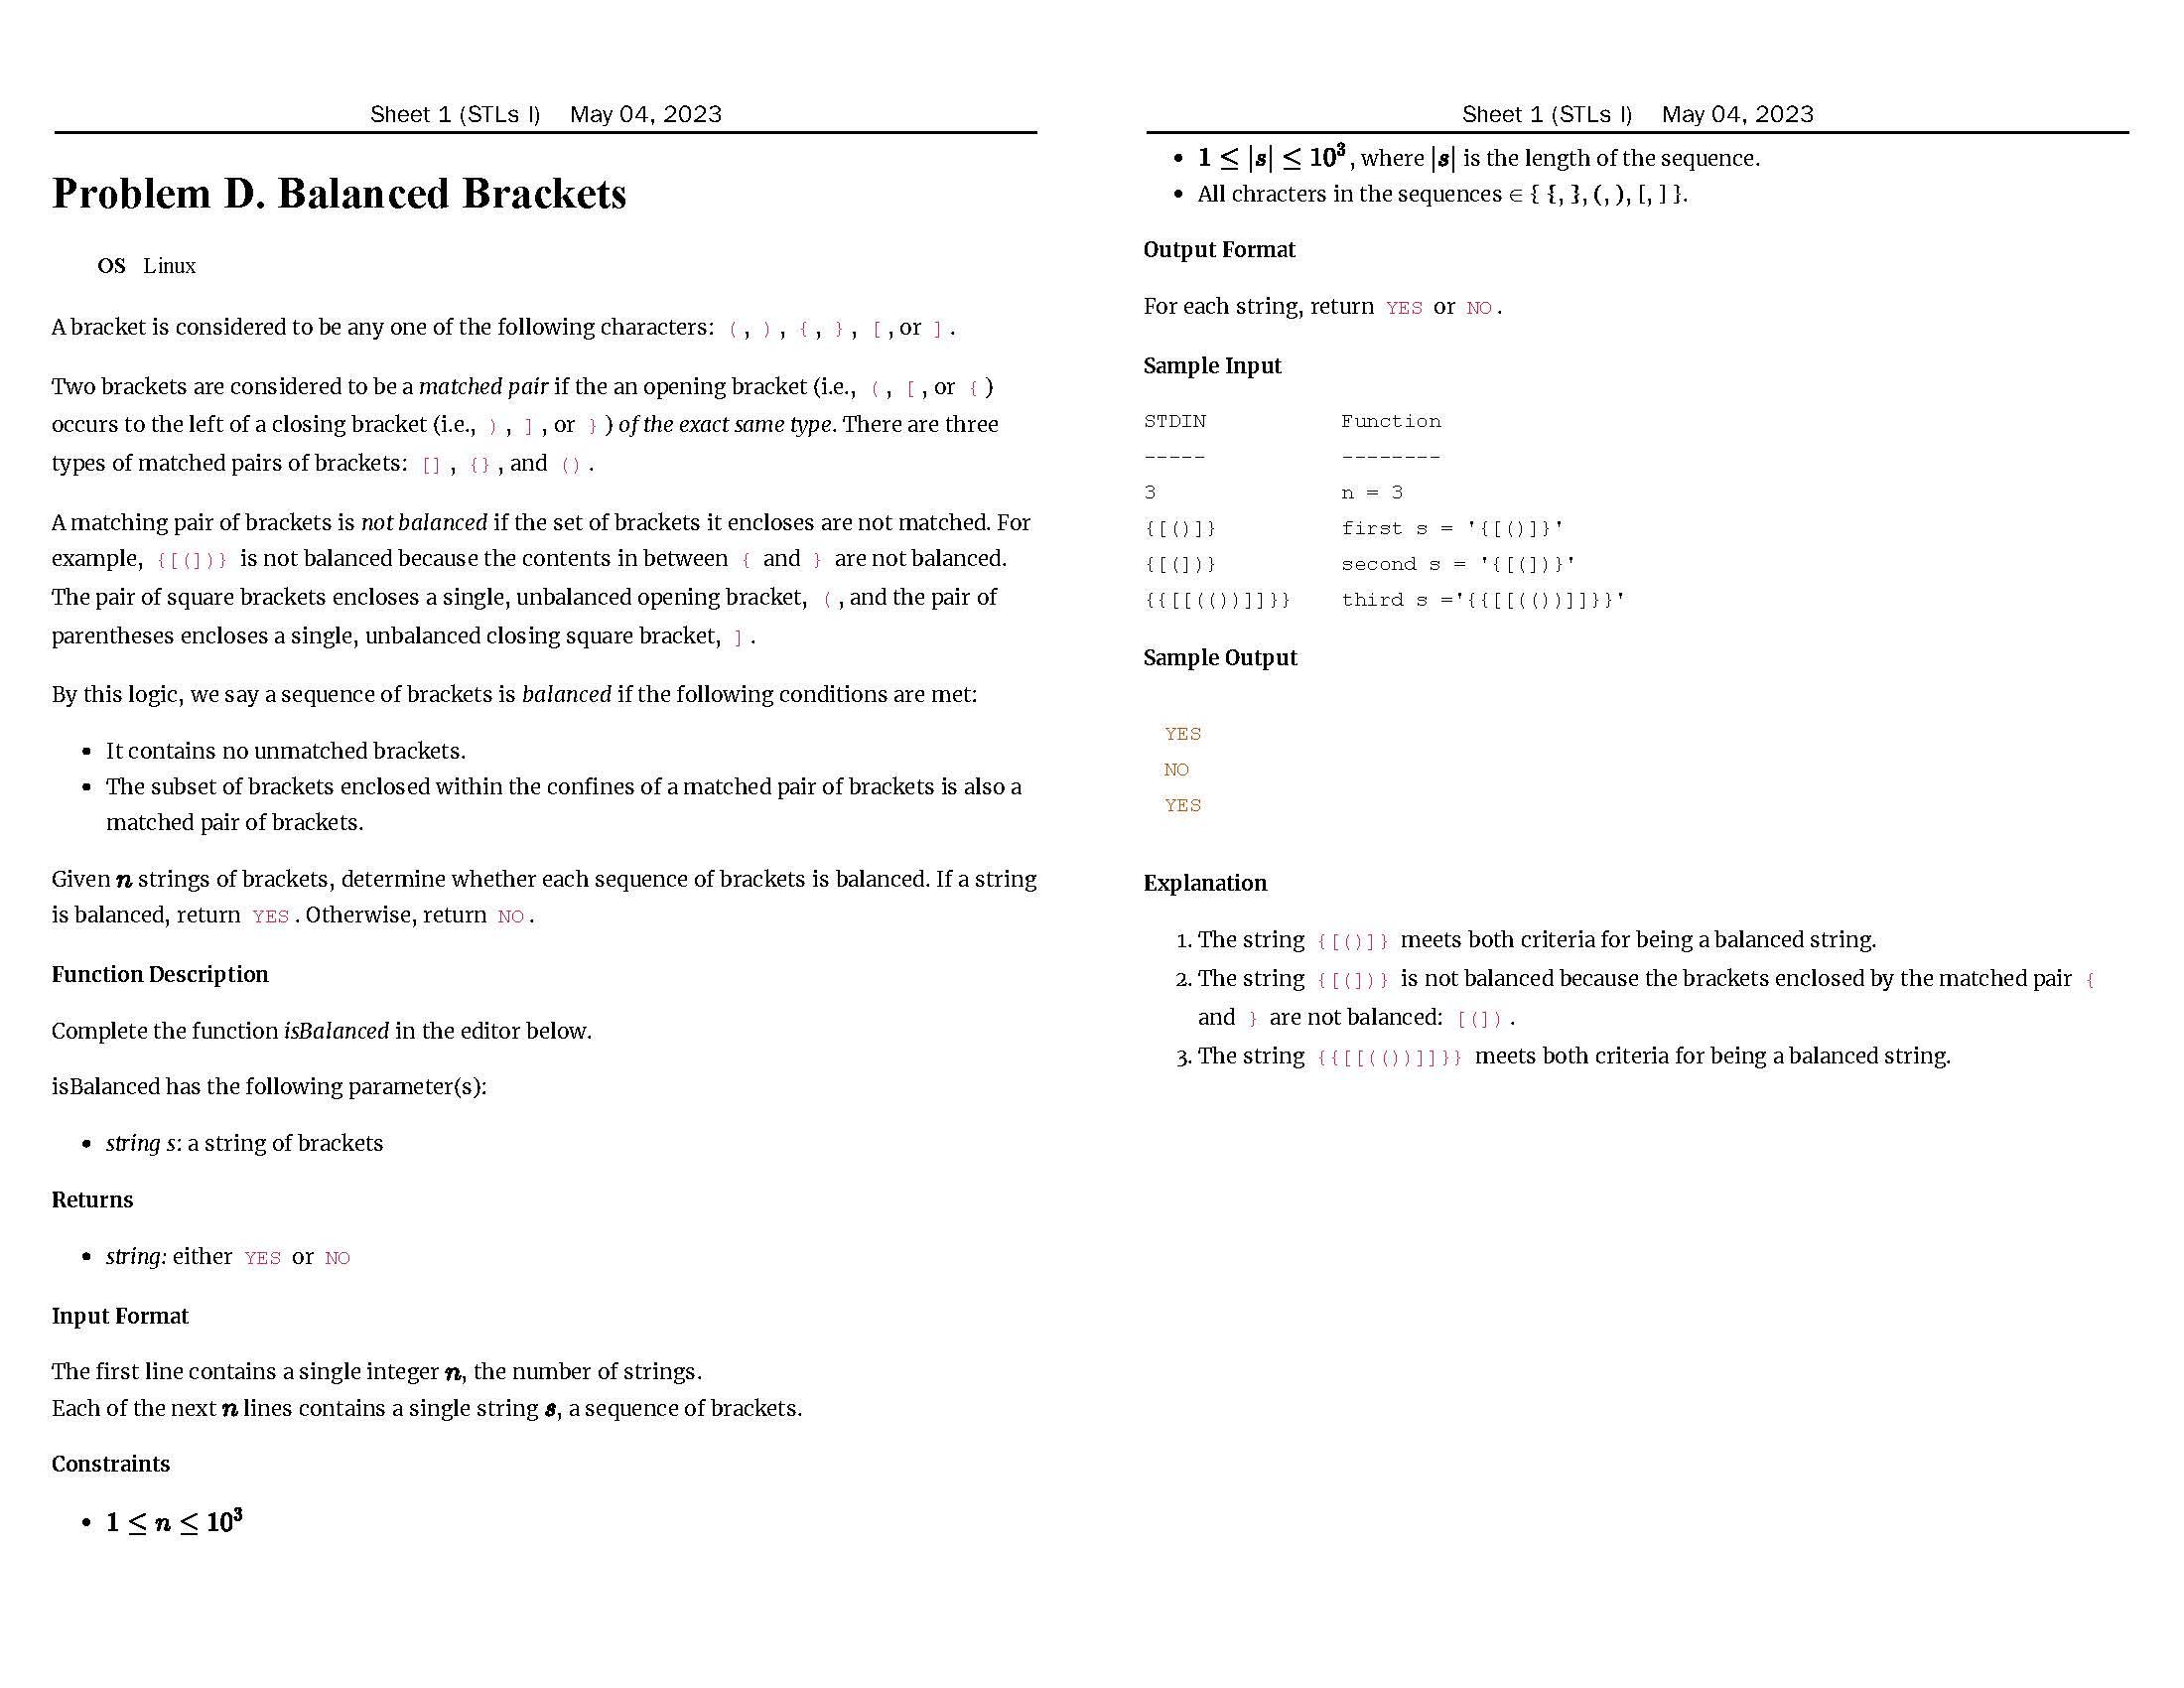 Sheet 1 (STLs I) May 04, 2023
Problem D. Balanced Brackets
OS Linux
A bracket is considered to be any one of the following characters: (, ), {, }, [, or ].
Two brackets are considered to be a matched pair if the an opening bracket (i.e., (, [, or {)
occurs to the left of a closing bracket (i.e., ), ], or }) of the exact same type. There are three
types of matched pairs of brackets: [], {}, and ().
A matching pair of brackets is not balanced if the set of brackets it encloses are not matched. For
example, {[(])} is not balanced because the contents in between { and } are not balanced.
The pair of square brackets encloses a single, unbalanced opening bracket, (, and the pair of
parentheses encloses a single, unbalanced closing square bracket, ].
By this logic, we say a sequence of brackets is balanced if the following conditions are met:
• It contains no unmatched brackets.
• The subset of brackets enclosed within the confines of a matched pair of brackets is also a
matched pair of brackets.
Given n strings of brackets, determine whether each sequence of brackets is balanced. If a string
is balanced, return YES. Otherwise, return NO.
Function Description
Complete the function isBalanced in the editor below.
isBalanced has the following parameter(s):
• string s: a string of brackets
Returns
• string: either YES or NO
Input Format
The first line contains a single integer n, the number of strings.
Each of the next n lines contains a single string s, a sequence of brackets.
Constraints
• 1 ≤ n ≤ 10³
Sheet 1 (STLs I) May 04, 2023
• 1 ≤ |s| ≤ 10³, where |s| is the length of the sequence.
• All chracters in the sequences ∈ { {, }, (, ), [, ] }.
Output Format
For each string, return YES or NO.
Sample Input
STDIN Function
----- --------
3 n = 3
{[()]} first s = '{[()]}'
{[(])} second s = '{[(])}'
{{[[(())]]}} third s ='{{[[(())]]}}'
Sample Output
YES
NO
YES
Explanation
1. The string {[()]} meets both criteria for being a balanced string.
2. The string {[(])} is not balanced because the brackets enclosed by the matched pair {
and } are not balanced: [(]).
3. The string {{[[(())]]}} meets both criteria for being a balanced string.